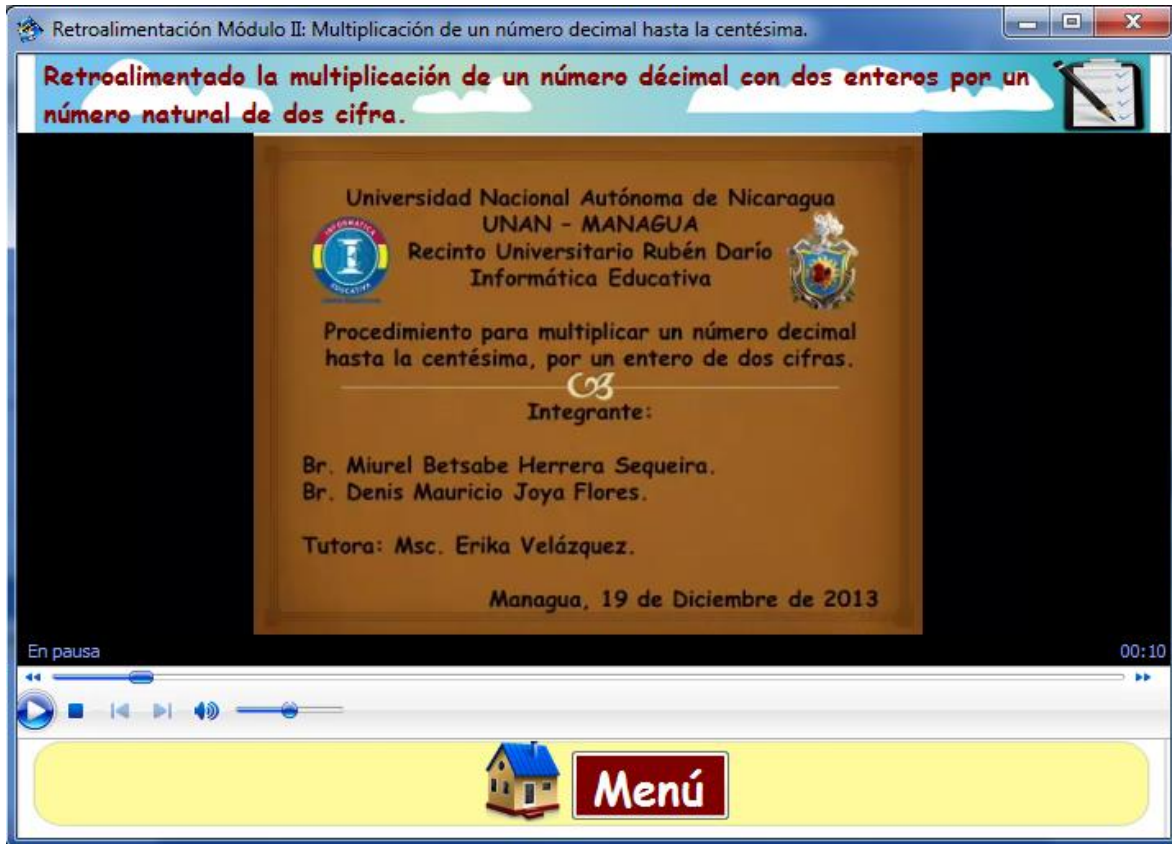 Retroalimentación Módulo II: Multiplicación de un número decimal hasta la centésima.
Retroalimentado la multiplicación de un número décimal con dos enteros por un
número natural de dos cifra.
Universidad Nacional Autónoma de Nicaragua
UNAN - MANAGUA
Recinto Universitario Rubén Darío
Informática Educativa
INFORMATICA
EDUCATIVA
Procedimiento para multiplicar un número decimal
hasta la centésima, por un entero de dos cifras.
Integrante:
Br. Miurel Betsabe Herrera Sequeira.
Br. Denis Mauricio Joya Flores.
Tutora: Msc. Erika Velázquez.
Managua, 19 de Diciembre de 2013
En pausa
00:10
Menú